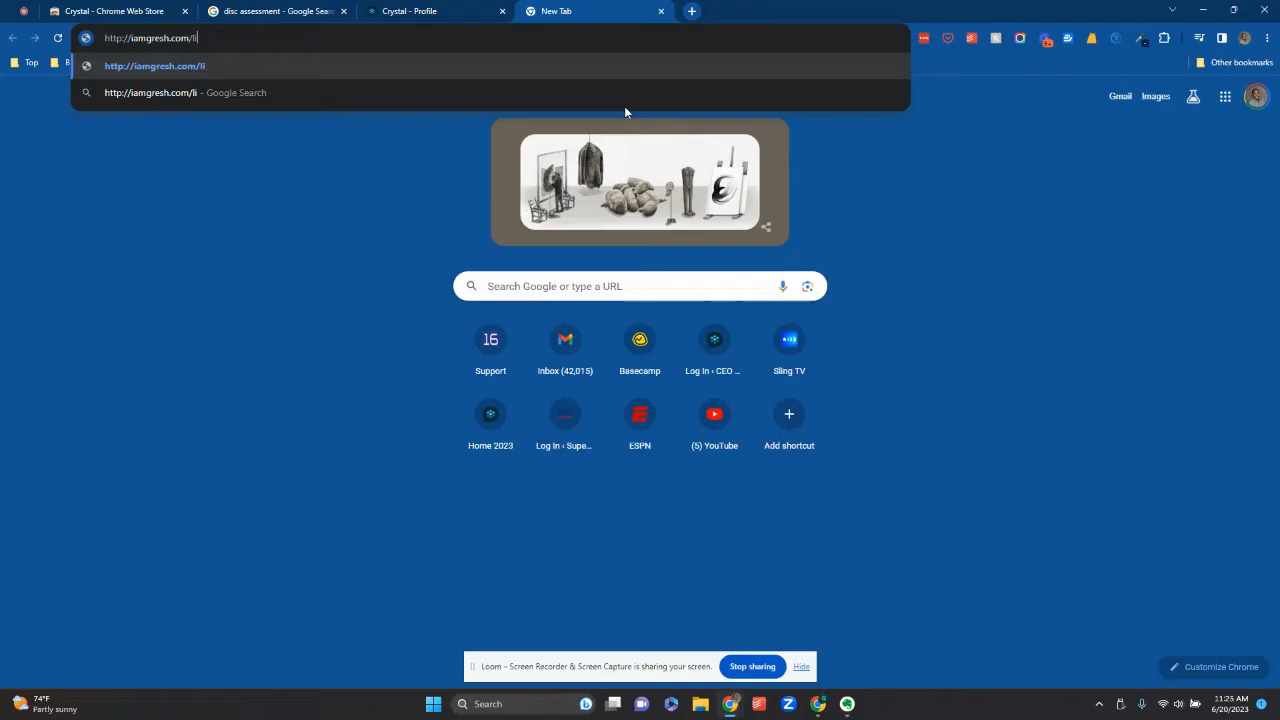 Crystal - Chrome Web Store
disc assessment - Google Sear
Crystal - Profile
New Tab
http://iamgresh.com/li
Top
B
9+
Other bookmarks
http://iamgresh.com/li
http://iamgresh.com/li - Google Search
Gmail Images
Search Google or type a URL
16
Support
Inbox (42,015)
Basecamp
Log In ‹ CEO ...
Sling TV
Home 2023
Log In ‹ Supe...
ESPN
(5) YouTube
Add shortcut
Loom – Screen Recorder & Screen Capture is sharing your screen.
Stop sharing
Hide
Customize Chrome
74°F
Partly sunny
Search
11:25 AM
6/20/2023